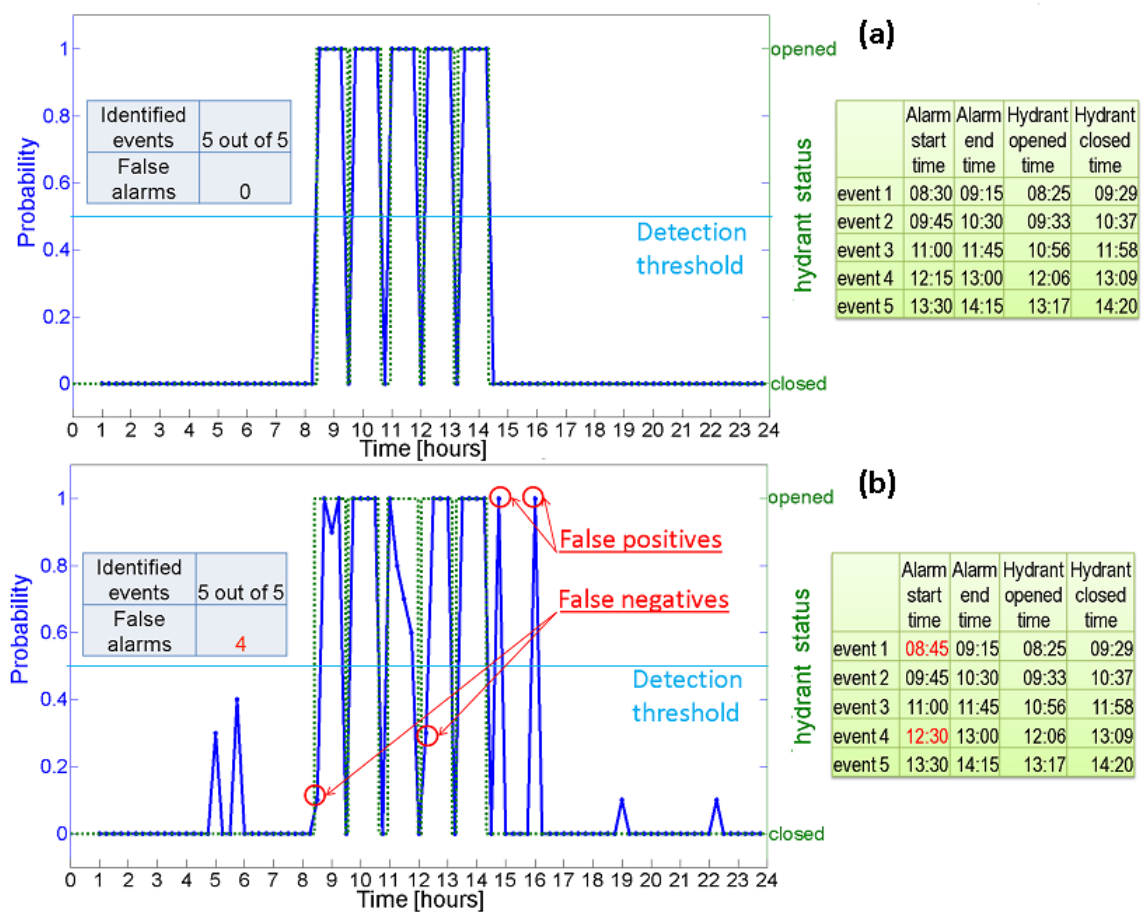 (a)
1
0.8
0.6
0.4
0.2
0
Probability
Identified events 5 out of 5
False alarms 0
Detection
threshold
opened
closed
hydrant status
0 1 2 3 4 5 6 7 8 9 10 11 12 13 14 15 16 17 18 19 20 21 22 23 24
Time [hours]
Alarm start time Alarm end time Hydrant opened time Hydrant closed time
event 1 08:30 09:15 08:25 09:29
event 2 09:45 10:30 09:33 10:37
event 3 11:00 11:45 10:56 11:58
event 4 12:15 13:00 12:06 13:09
event 5 13:30 14:15 13:17 14:20
(b)
1
0.8
0.6
0.4
0.2
0
Probability
Identified events 5 out of 5
False alarms 4
False positives
False negatives
Detection
threshold
opened
closed
hydrant status
0 1 2 3 4 5 6 7 8 9 10 11 12 13 14 15 16 17 18 19 20 21 22 23 24
Time [hours]
Alarm start time Alarm end time Hydrant opened time Hydrant closed time
event 1 08:45 09:15 08:25 09:29
event 2 09:45 10:30 09:33 10:37
event 3 11:00 11:45 10:56 11:58
event 4 12:30 13:00 12:06 13:09
event 5 13:30 14:15 13:17 14:20